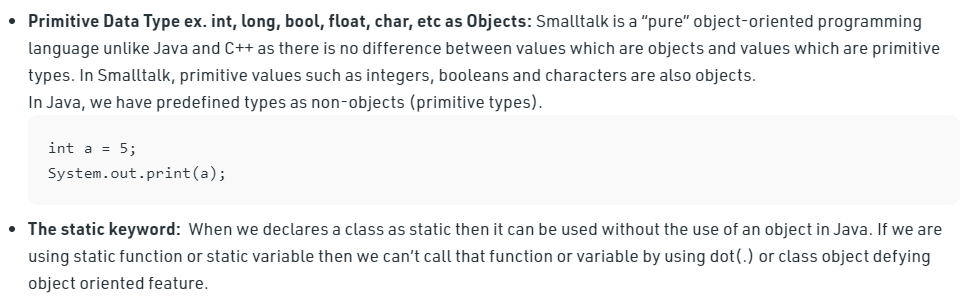 • Primitive Data Type ex. int, long, bool, float, char, etc as Objects: Smalltalk is a “pure” object-oriented programming
language unlike Java and C++ as there is no difference between values which are objects and values which are primitive
types. In Smalltalk, primitive values such as integers, booleans and characters are also objects.
In Java, we have predefined types as non-objects (primitive types).
int a = 5;
System.out.print(a);
• The static keyword:  When we declares a class as static then it can be used without the use of an object in Java. If we are
using static function or static variable then we can’t call that function or variable by using dot(.) or class object defying
object oriented feature.